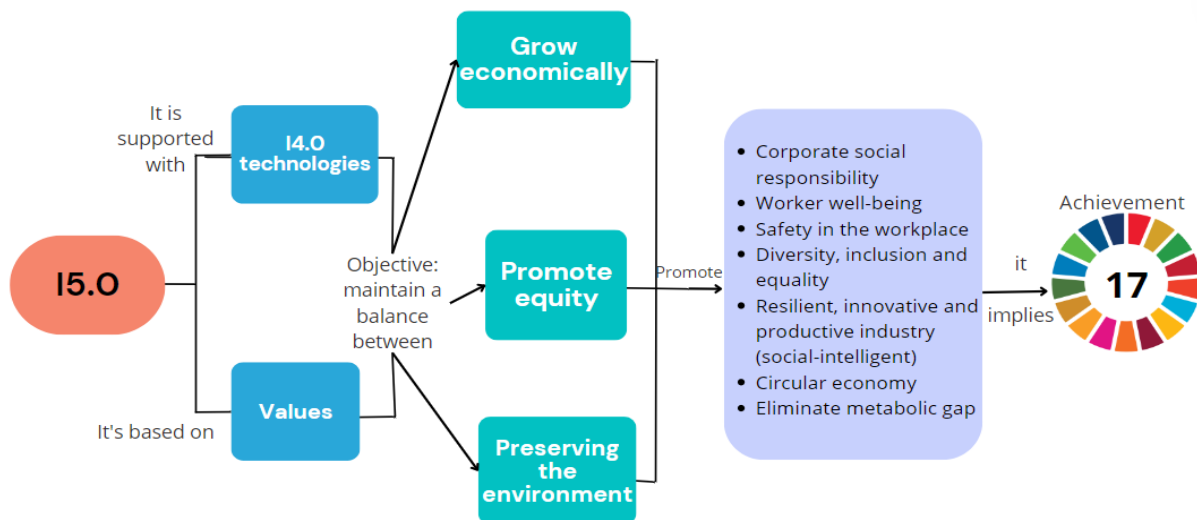 I5.0
It is
supported
with
I4.0
technologies
It's based on
Values
Objective:
maintain a
balance
between
Grow
economically
Promote
equity
Preserving
the
environment
Promote
• Corporate social
responsibility
• Worker well-being
• Safety in the workplace
• Diversity, inclusion and
equality
• Resilient, innovative and
productive industry
(social-intelligent)
• Circular economy
• Eliminate metabolic gap
it
implies
Achievement
17